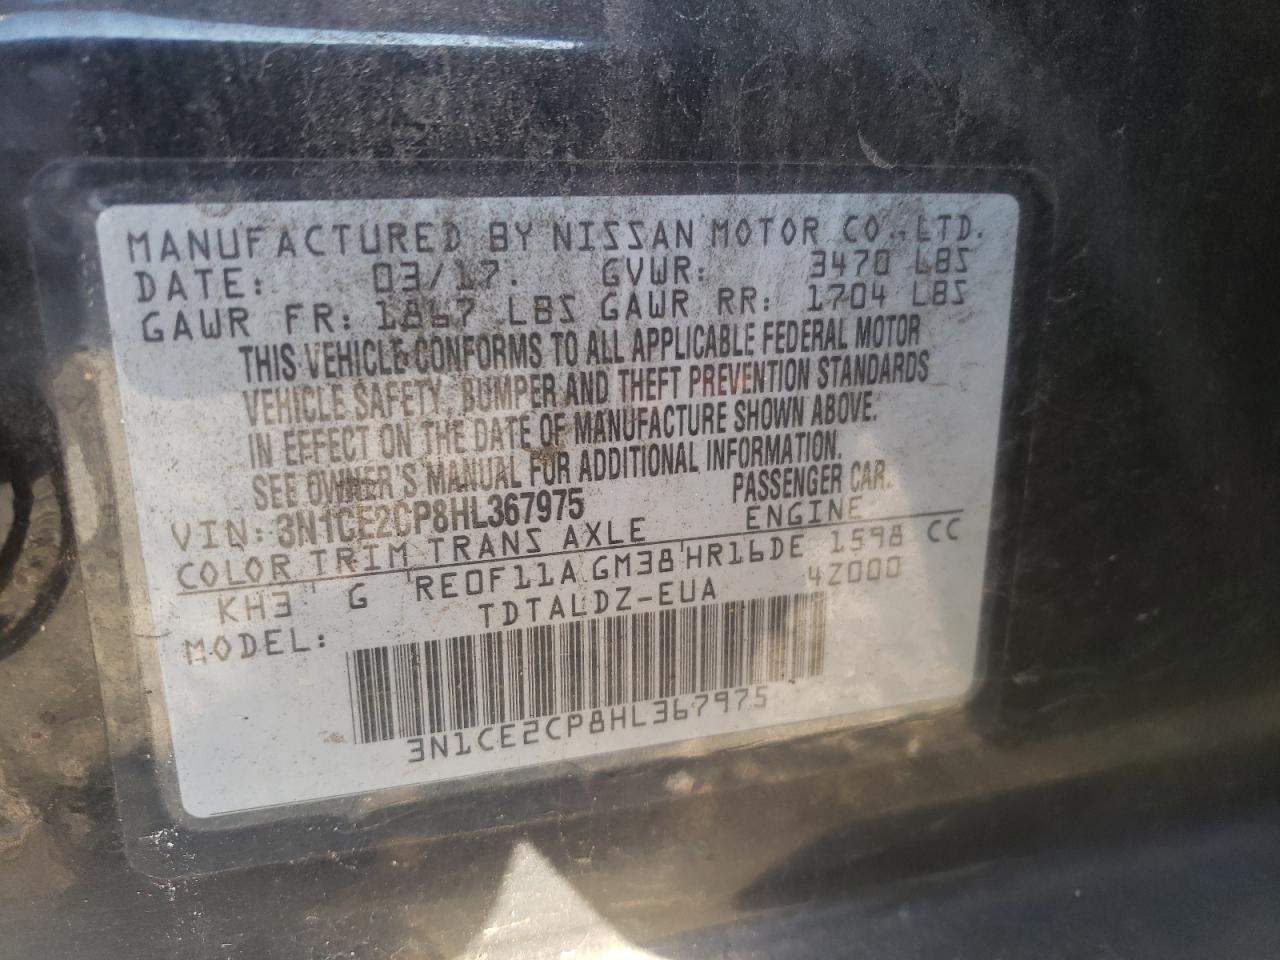 MANUFACTURED BY NISSAN MOTOR CO., LTD.
DATE: 03/17. GVWR: 3470 LBS
GAWR FR: 1867 LBS GAWR RR: 1704 LBS
THIS VEHICLE CONFORMS TO ALL APPLICABLE FEDERAL MOTOR
VEHICLE SAFETY, BUMPER AND THEFT PREVENTION STANDARDS
IN EFFECT ON THE DATE OF MANUFACTURE SHOWN ABOVE.
SEE OWNER'S MANUAL FOR ADDITIONAL INFORMATION.
VIN: 3N1CE2CP8HL367975 PASSENGER CAR.
COLOR TRIM TRANS AXLE ENGINE
KH3 G RE0F11A GM38 HR16DE 1598 CC
MODEL: TDTALDZ-EUA 4Z000
3N1CE2CP8HL367975